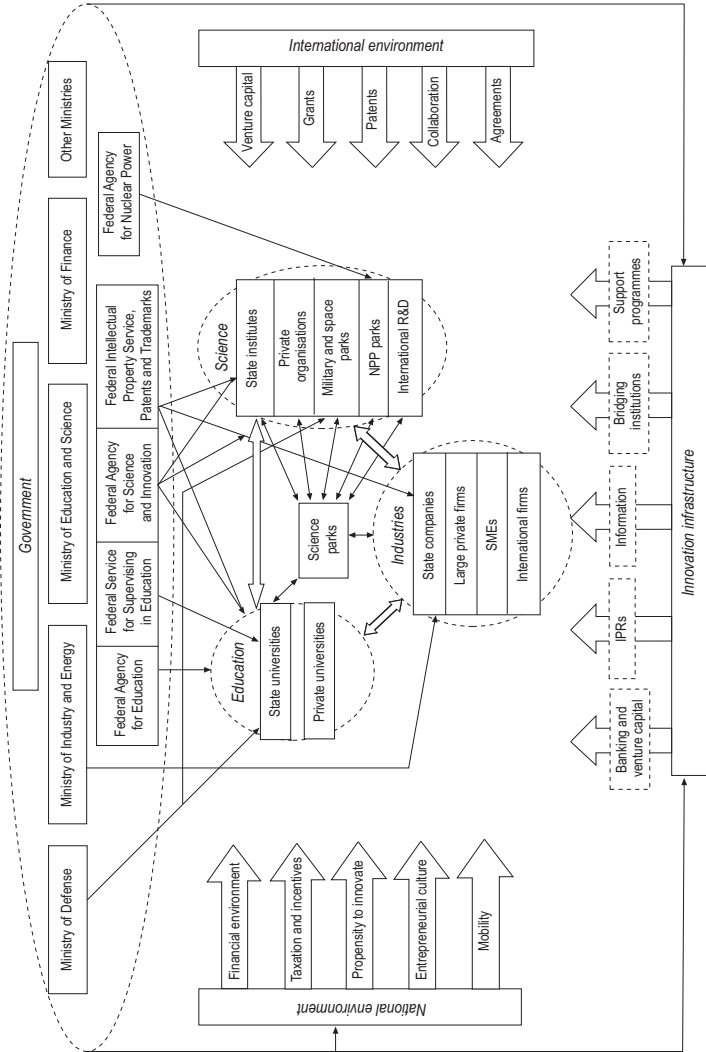 Government
Ministry of Defense
Ministry of Industry and Energy
Ministry of Education and Science
Ministry of Finance
Other Ministries
Federal Agency
for Education
Federal Service
for Supervising
in Education
Federal Agency
for Science
and Innovation
Federal Intellectual
Property Service,
Patents and Trademarks
Federal Agency
for Nuclear Power
National environment
Financial environment
Taxation and incentives
Propensity to innovate
Entrepreneurial culture
Mobility
Education
State universities
Private universities
Science
parks
Science
State institutes
Private
organisations
Military and space
parks
NPP parks
International R&D
Industries
State companies
Large private firms
SMEs
International firms
International environment
Venture capital
Grants
Patents
Collaboration
Agreements
Banking and
venture capital
IPRs
Information
Bridging
institutions
Support
programmes
Innovation infrastructure